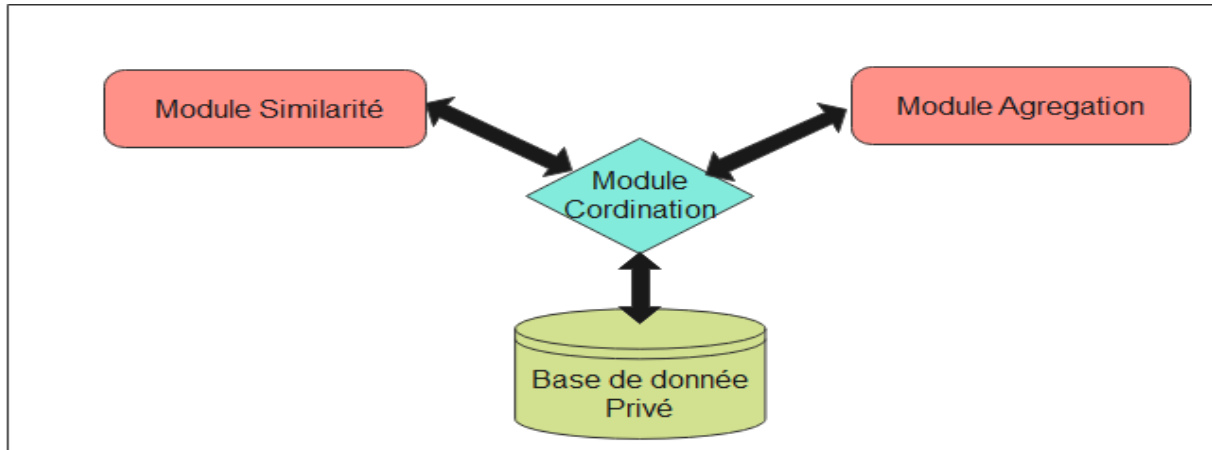 Module Similarité
Module Agregation
Module
Cordination
Base de donnée
Privé